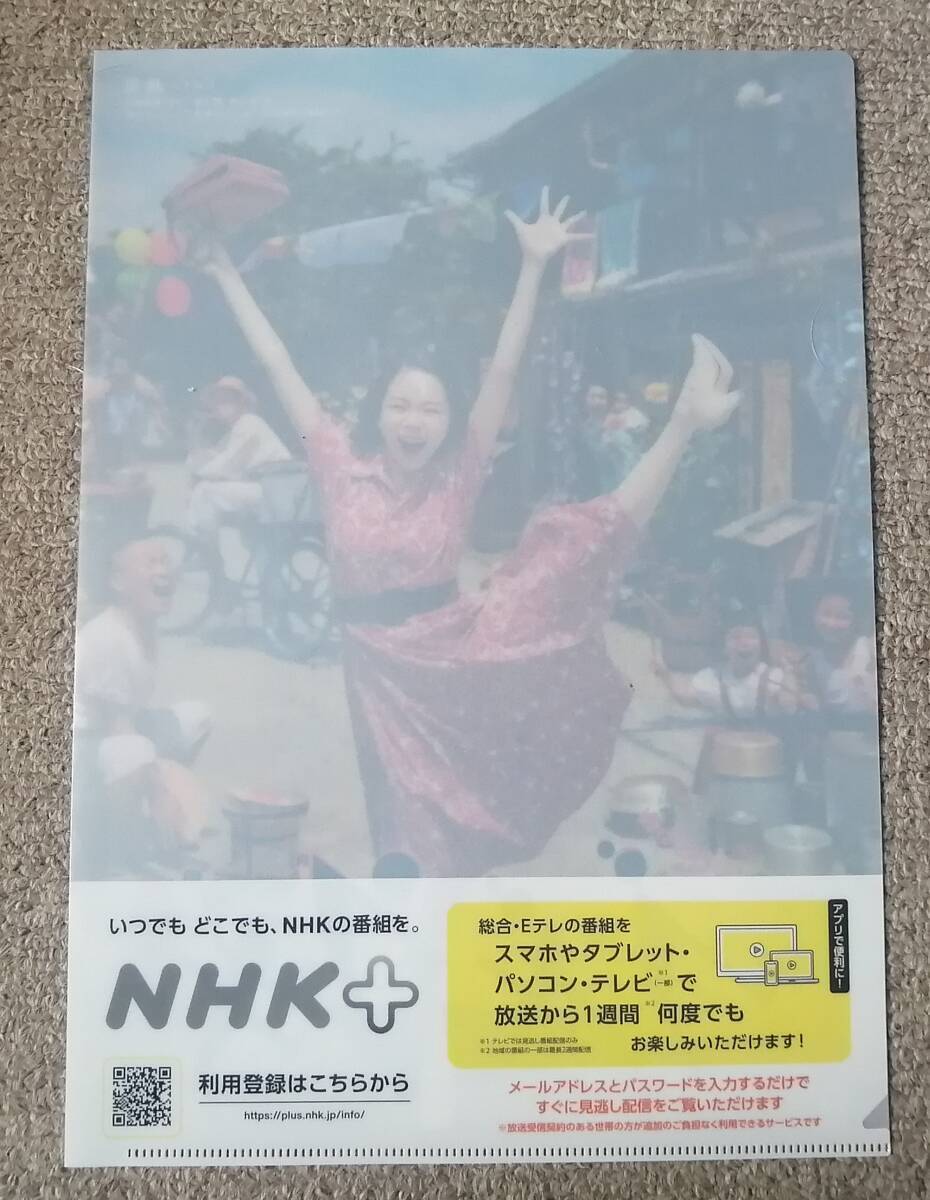 いつでも どこでも、NHKの番組を。
NHK+
利用登録はこちらから
https://plus.nhk.jp/info/
総合・Eテレの番組を
スマホやタブレット・
パソコン・テレビ※1(一部)で
放送から1週間※2何度でも
お楽しみいただけます!
※1 テレビでは見逃し番組配信のみ
※2 地域の番組の一部は最長2週間配信
アプリで便利に!
メールアドレスとパスワードを入力するだけで
すぐに見逃し配信をご覧いただけます
※放送受信契約のある世帯の方が追加のご負担なく利用できるサービスです